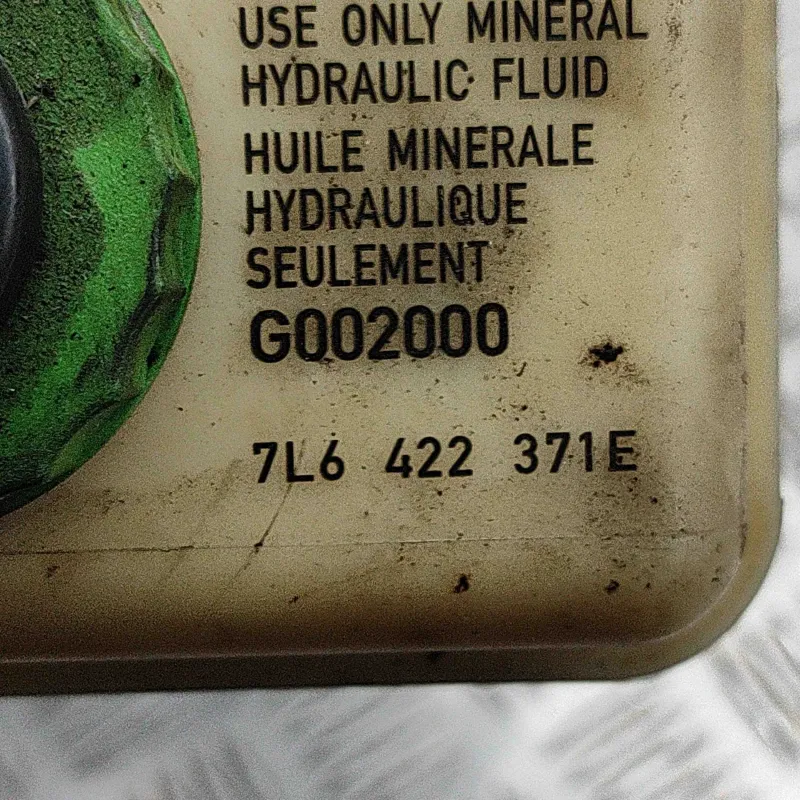 USE ONLY MINERAL
HYDRAULIC FLUID
HUILE MINERALE
HYDRAULIQUE
SEULEMENT
G002000
7L6 422 371E